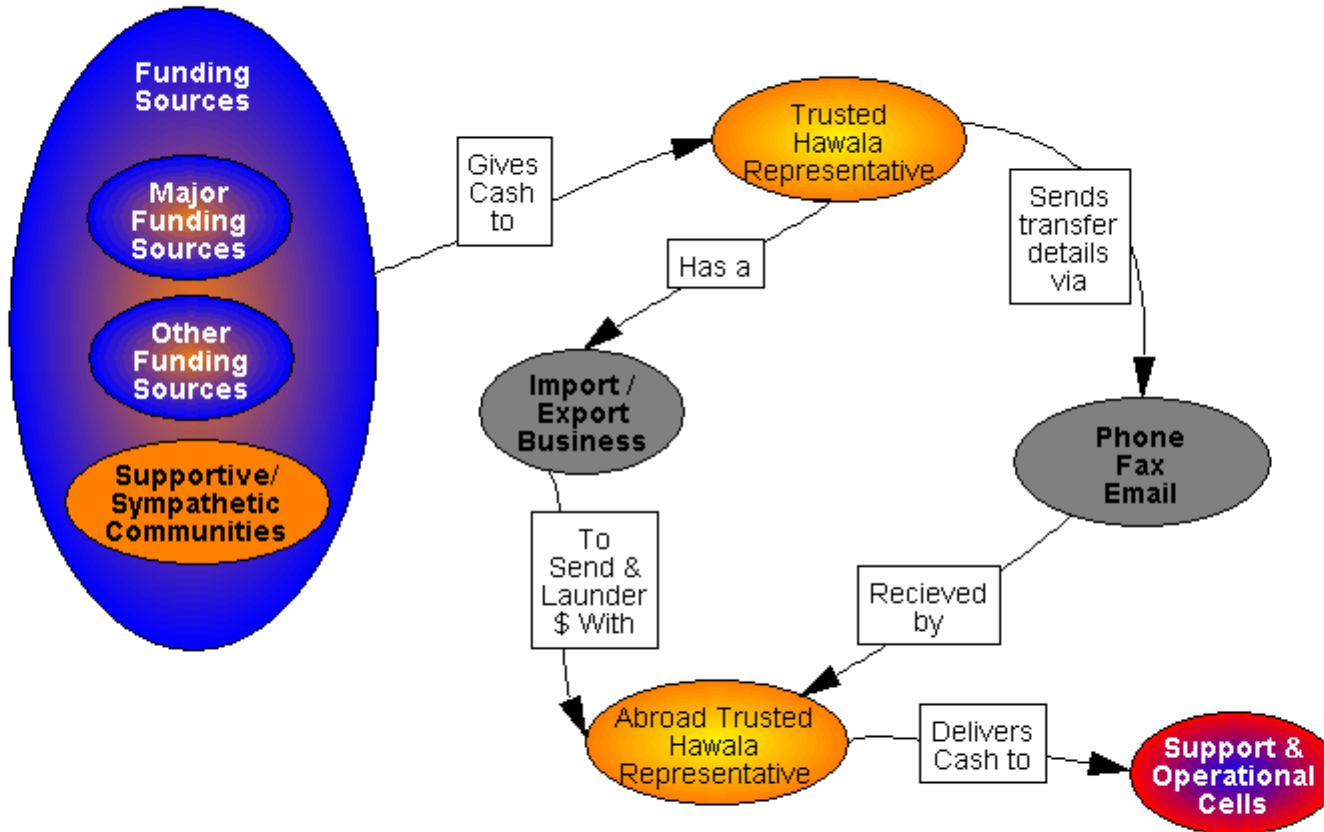 Funding
Sources
Major
Funding
Sources
Other
Funding
Sources
Supportive/
Sympathetic
Communities
Gives
Cash
to
Trusted
Hawala
Representative
Has a
Sends
transfer
details
via
Import /
Export
Business
Phone
Fax
Email
To
Send &
Launder
$ With
Recieved
by
Abroad Trusted
Hawala
Representative
Delivers
Cash to
Support &
Operational
Cells